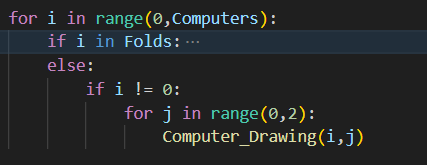 for i in range(0,Computers):
    if i in Folds: ···
    else:
        if i != 0:
            for j in range(0,2):
                Computer_Drawing(i,j)